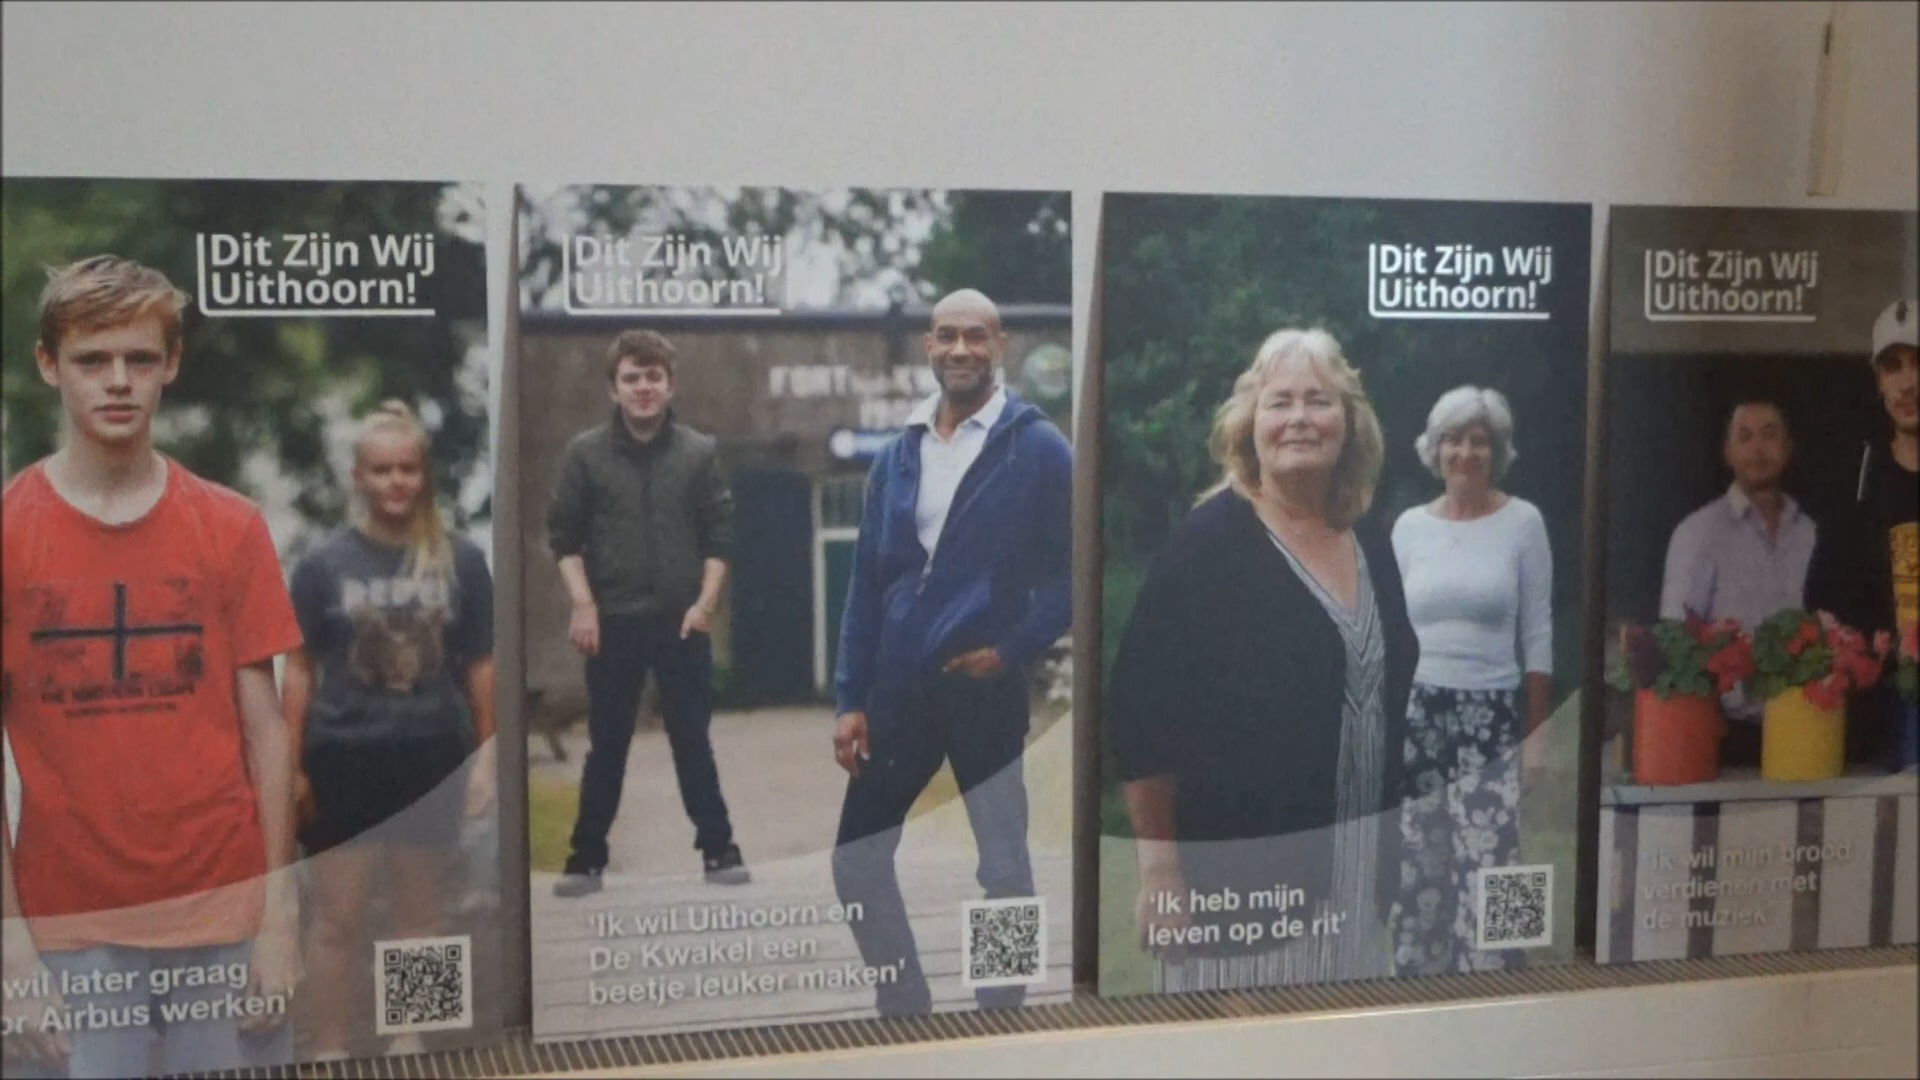 Dit Zijn Wij
Uithoorn!
wil later graag
or Airbus werken'
Dit Zijn Wij
Uithoorn!
FORT
'Ik wil Uithoorn en
De Kwakel een
beetje leuker maken'
Dit Zijn Wij
Uithoorn!
'Ik heb mijn
leven op de rit'
Dit Zijn Wij
Uithoorn!
'Ik wil mijn brood
verdienen met
de muziek'